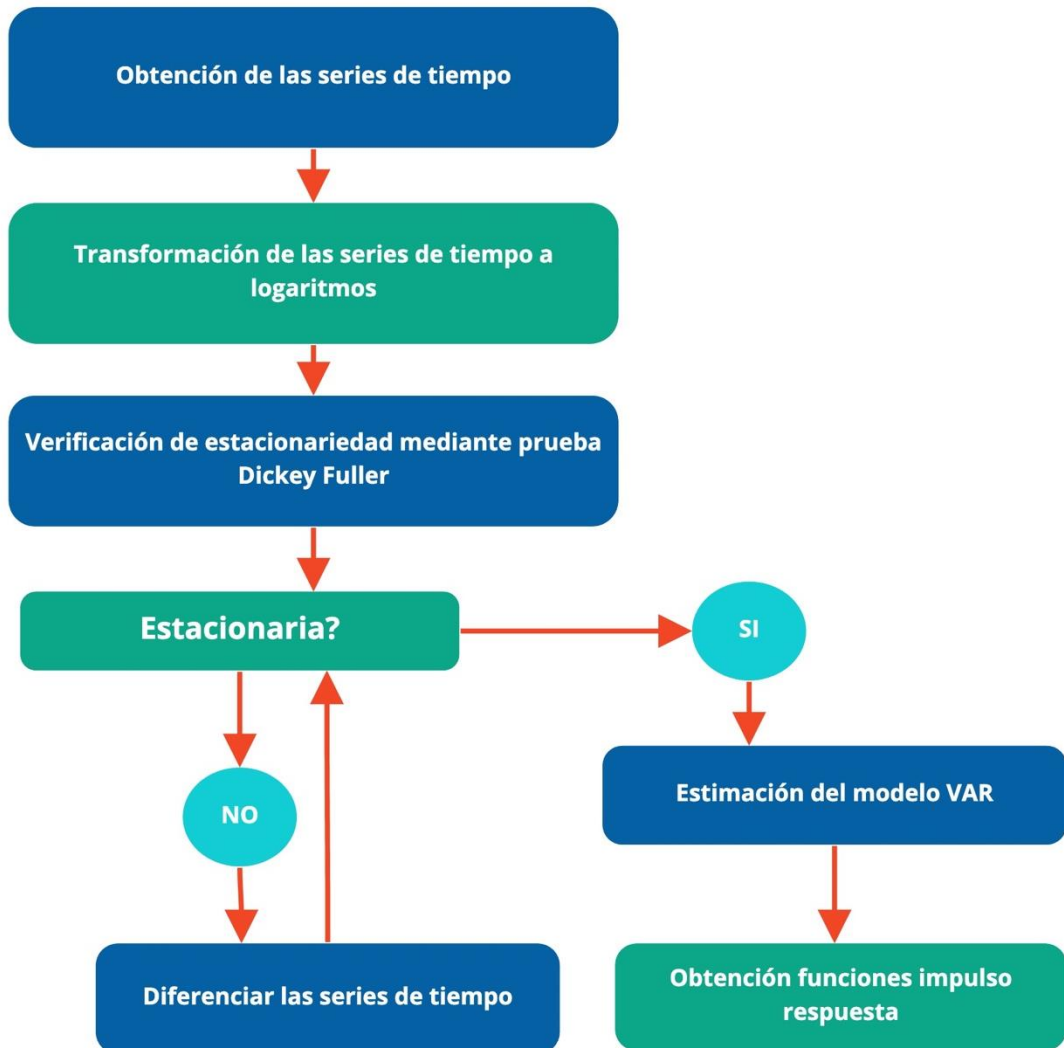 Obtención de las series de tiempo
Transformación de las series de tiempo a
logaritmos
Verificación de estacionariedad mediante prueba
Dickey Fuller
Estacionaria?
SI
NO
Estimación del modelo VAR
Diferenciar las series de tiempo
Obtención funciones impulso
respuesta